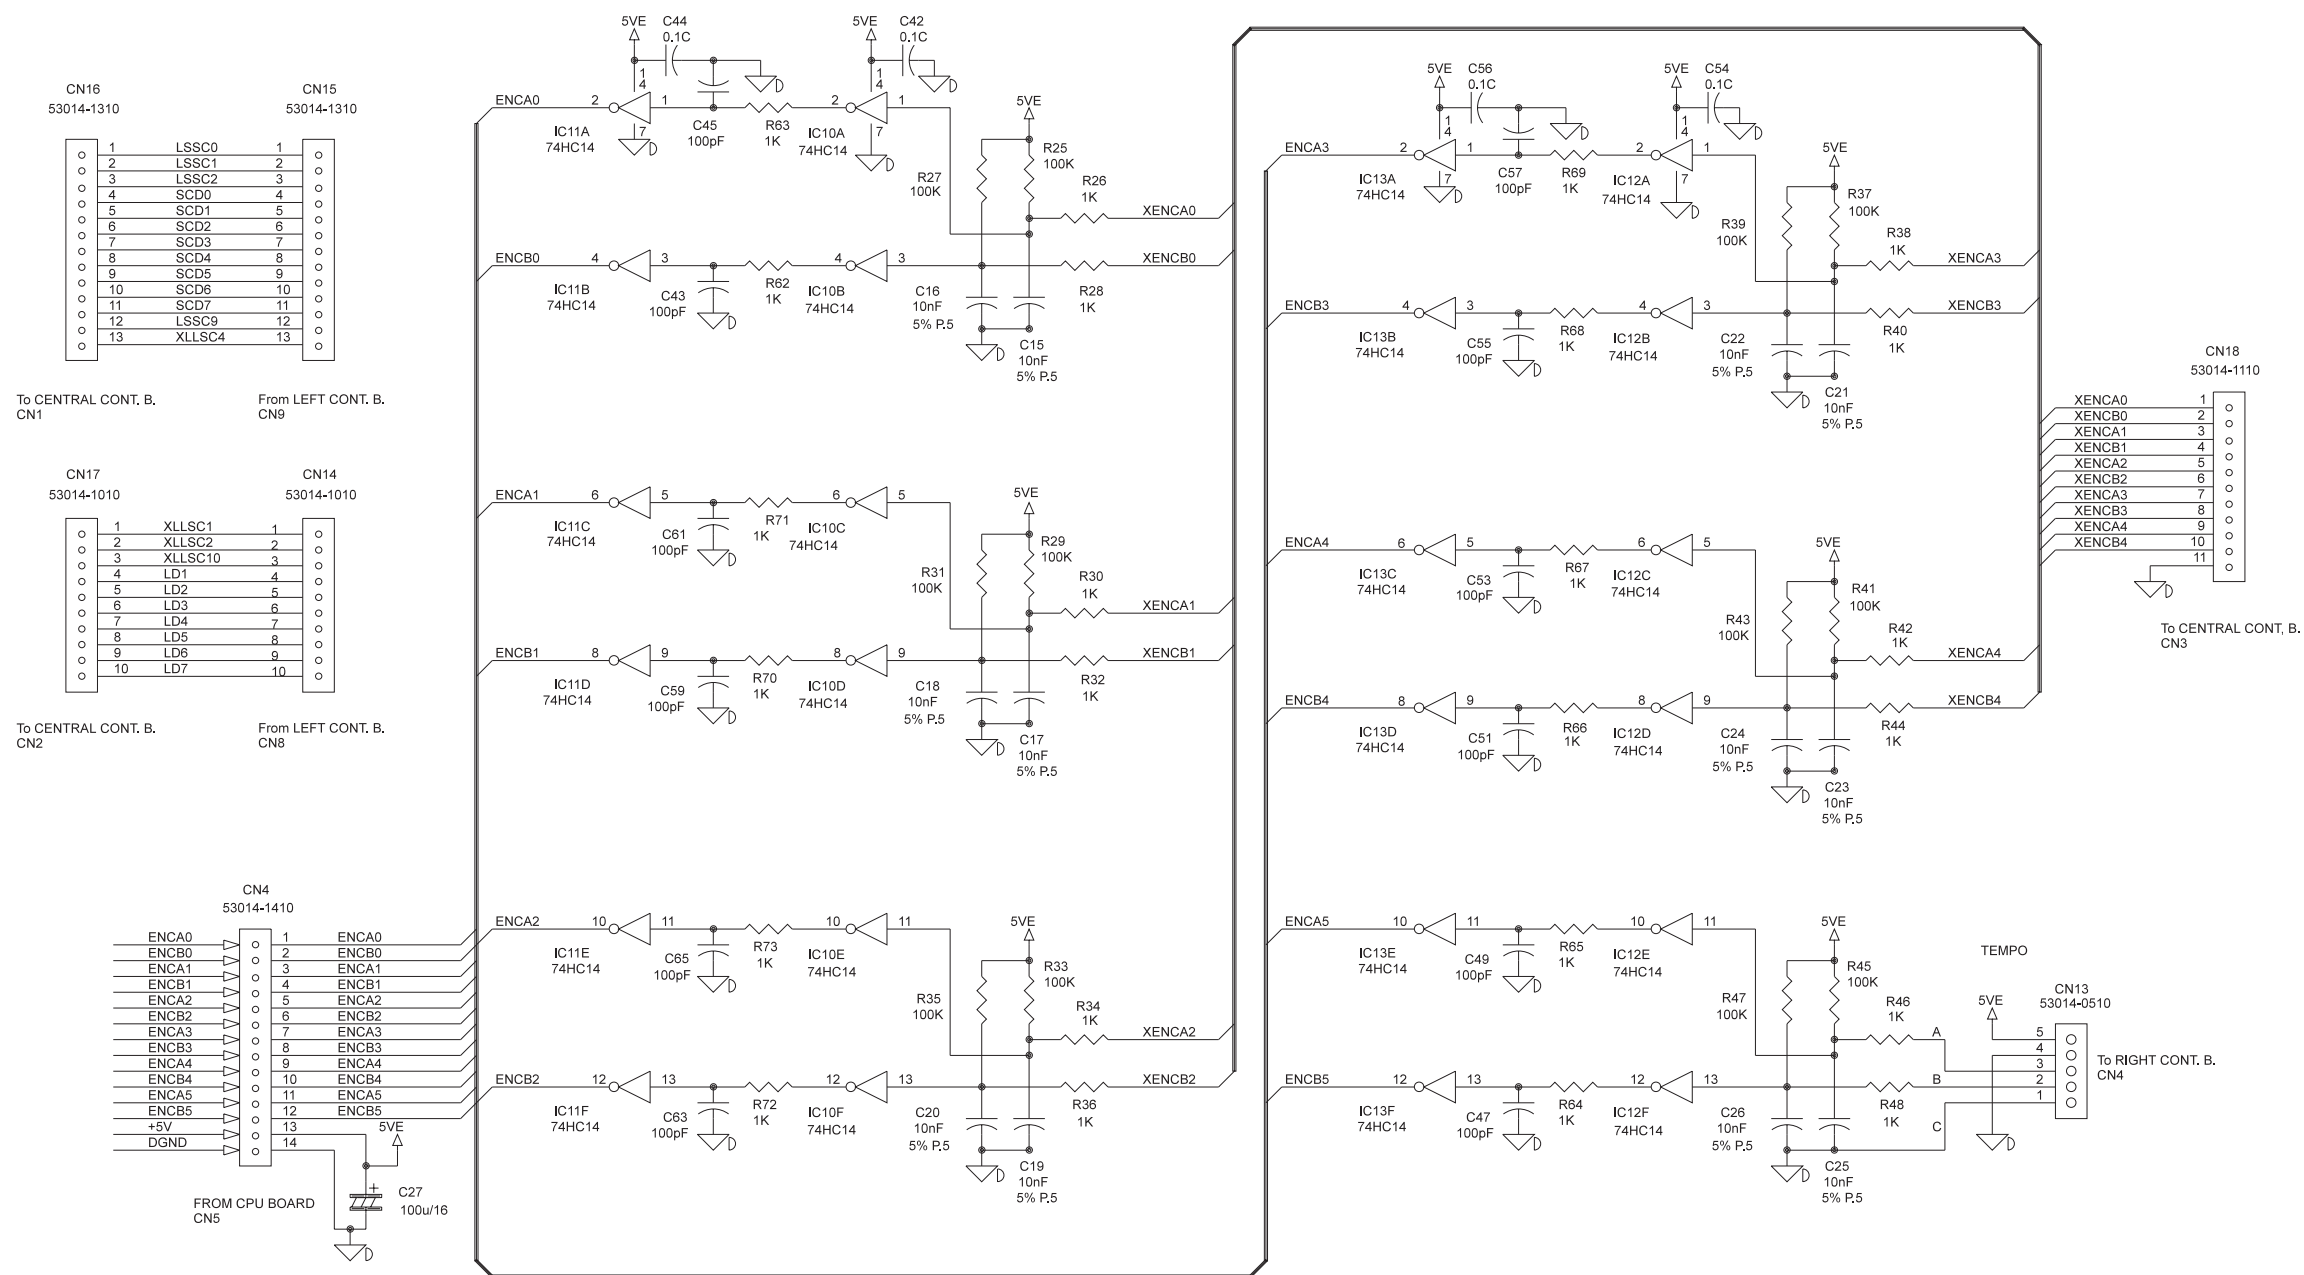 CN16
53014-1310
1 LSSC0 1
2 LSSC1 2
3 LSSC2 3
4 SCD0 4
5 SCD1 5
6 SCD2 6
7 SCD3 7
8 SCD4 8
9 SCD5 9
10 SCD6 10
11 SCD7 11
12 LSSC9 12
13 XLLSC4 13
CN15
53014-1310
To CENTRAL CONT. B.
CN1
From LEFT CONT. B.
CN9
CN17
53014-1010
CN14
53014-1010
1 XLLSC1 1
2 XLLSC2 2
3 XLLSC10 3
4 LD1 4
5 LD2 5
6 LD3 6
7 LD4 7
8 LD5 8
9 LD6 9
10 LD7 10
To CENTRAL CONT. B.
CN2
From LEFT CONT. B.
CN8
CN4
53014-1410
ENCA0 1 ENCA0
ENCB0 2 ENCB0
ENCA1 3 ENCA1
ENCB1 4 ENCB1
ENCA2 5 ENCA2
ENCB2 6 ENCB2
ENCA3 7 ENCA3
ENCB3 8 ENCB3
ENCA4 9 ENCA4
ENCB4 10 ENCB4
ENCA5 11 ENCA5
ENCB5 12 ENCB5
+5V 13
DGND 14
5VE
+
C27
100u/16
D
FROM CPU BOARD
CN5
5VE
C44
0.1C
D
5VE
C42
0.1C
D
ENCA0 2
14
1
7
D
IC11A
74HC14
C45
100pF
R63
1K
2
14
1
7
D
IC10A
74HC14
5VE
R25
100K
R27
100K
R26
1K
XENCA0
ENCB0 4 3
IC11B
74HC14
C43
100pF
D
R62
1K
4 3
IC10B
74HC14
C16
10nF
5% P.5
R28
1K
XENCB0
D
C15
10nF
5% P.5
ENCA1 6 5
IC11C
74HC14
C61
100pF
D
R71
1K
6 5
IC10C
74HC14
5VE
R29
100K
R31
100K
R30
1K
XENCA1
ENCB1 8 9
IC11D
74HC14
C59
100pF
D
R70
1K
8 9
IC10D
74HC14
C18
10nF
5% P.5
R32
1K
XENCB1
D
C17
10nF
5% P.5
ENCA2 10 11
IC11E
74HC14
C65
100pF
D
R73
1K
10 11
IC10E
74HC14
5VE
R33
100K
R35
100K
R34
1K
XENCA2
ENCB2 12 13
IC11F
74HC14
C63
100pF
D
R72
1K
12 13
IC10F
74HC14
C20
10nF
5% P.5
R36
1K
XENCB2
D
C19
10nF
5% P.5
5VE
C56
0.1C
D
5VE
C54
0.1C
D
ENCA3 2
14
1
7
D
IC13A
74HC14
C57
100pF
R69
1K
2
14
1
7
D
IC12A
74HC14
5VE
R37
100K
R39
100K
R38
1K
XENCA3
ENCB3 4 3
IC13B
74HC14
C55
100pF
D
R68
1K
4 3
IC12B
74HC14
C22
10nF
5% P.5
R40
1K
XENCB3
D
C21
10nF
5% P.5
ENCA4 6 5
IC13C
74HC14
C53
100pF
D
R67
1K
6 5
IC12C
74HC14
5VE
R41
100K
R43
100K
R42
1K
XENCA4
ENCB4 8 9
IC13D
74HC14
C51
100pF
D
R66
1K
8 9
IC12D
74HC14
C24
10nF
5% P.5
R44
1K
XENCB4
D
C23
10nF
5% P.5
ENCA5 10 11
IC13E
74HC14
C49
100pF
D
R65
1K
10 11
IC12E
74HC14
5VE
R45
100K
R47
100K
R46
1K
A
ENCB5 12 13
IC13F
74HC14
C47
100pF
D
R64
1K
12 13
IC12F
74HC14
C26
10nF
5% P.5
R48
1K
B
C
D
C25
10nF
5% P.5
CN18
53014-1110
XENCA0 1
XENCB0 2
XENCA1 3
XENCB1 4
XENCA2 5
XENCB2 6
XENCA3 7
XENCB3 8
XENCA4 9
XENCB4 10
11
D
To CENTRAL CONT, B.
CN3
TEMPO
CN13
53014-0510
5VE
5
4
3
2
1
D
To RIGHT CONT. B.
CN4